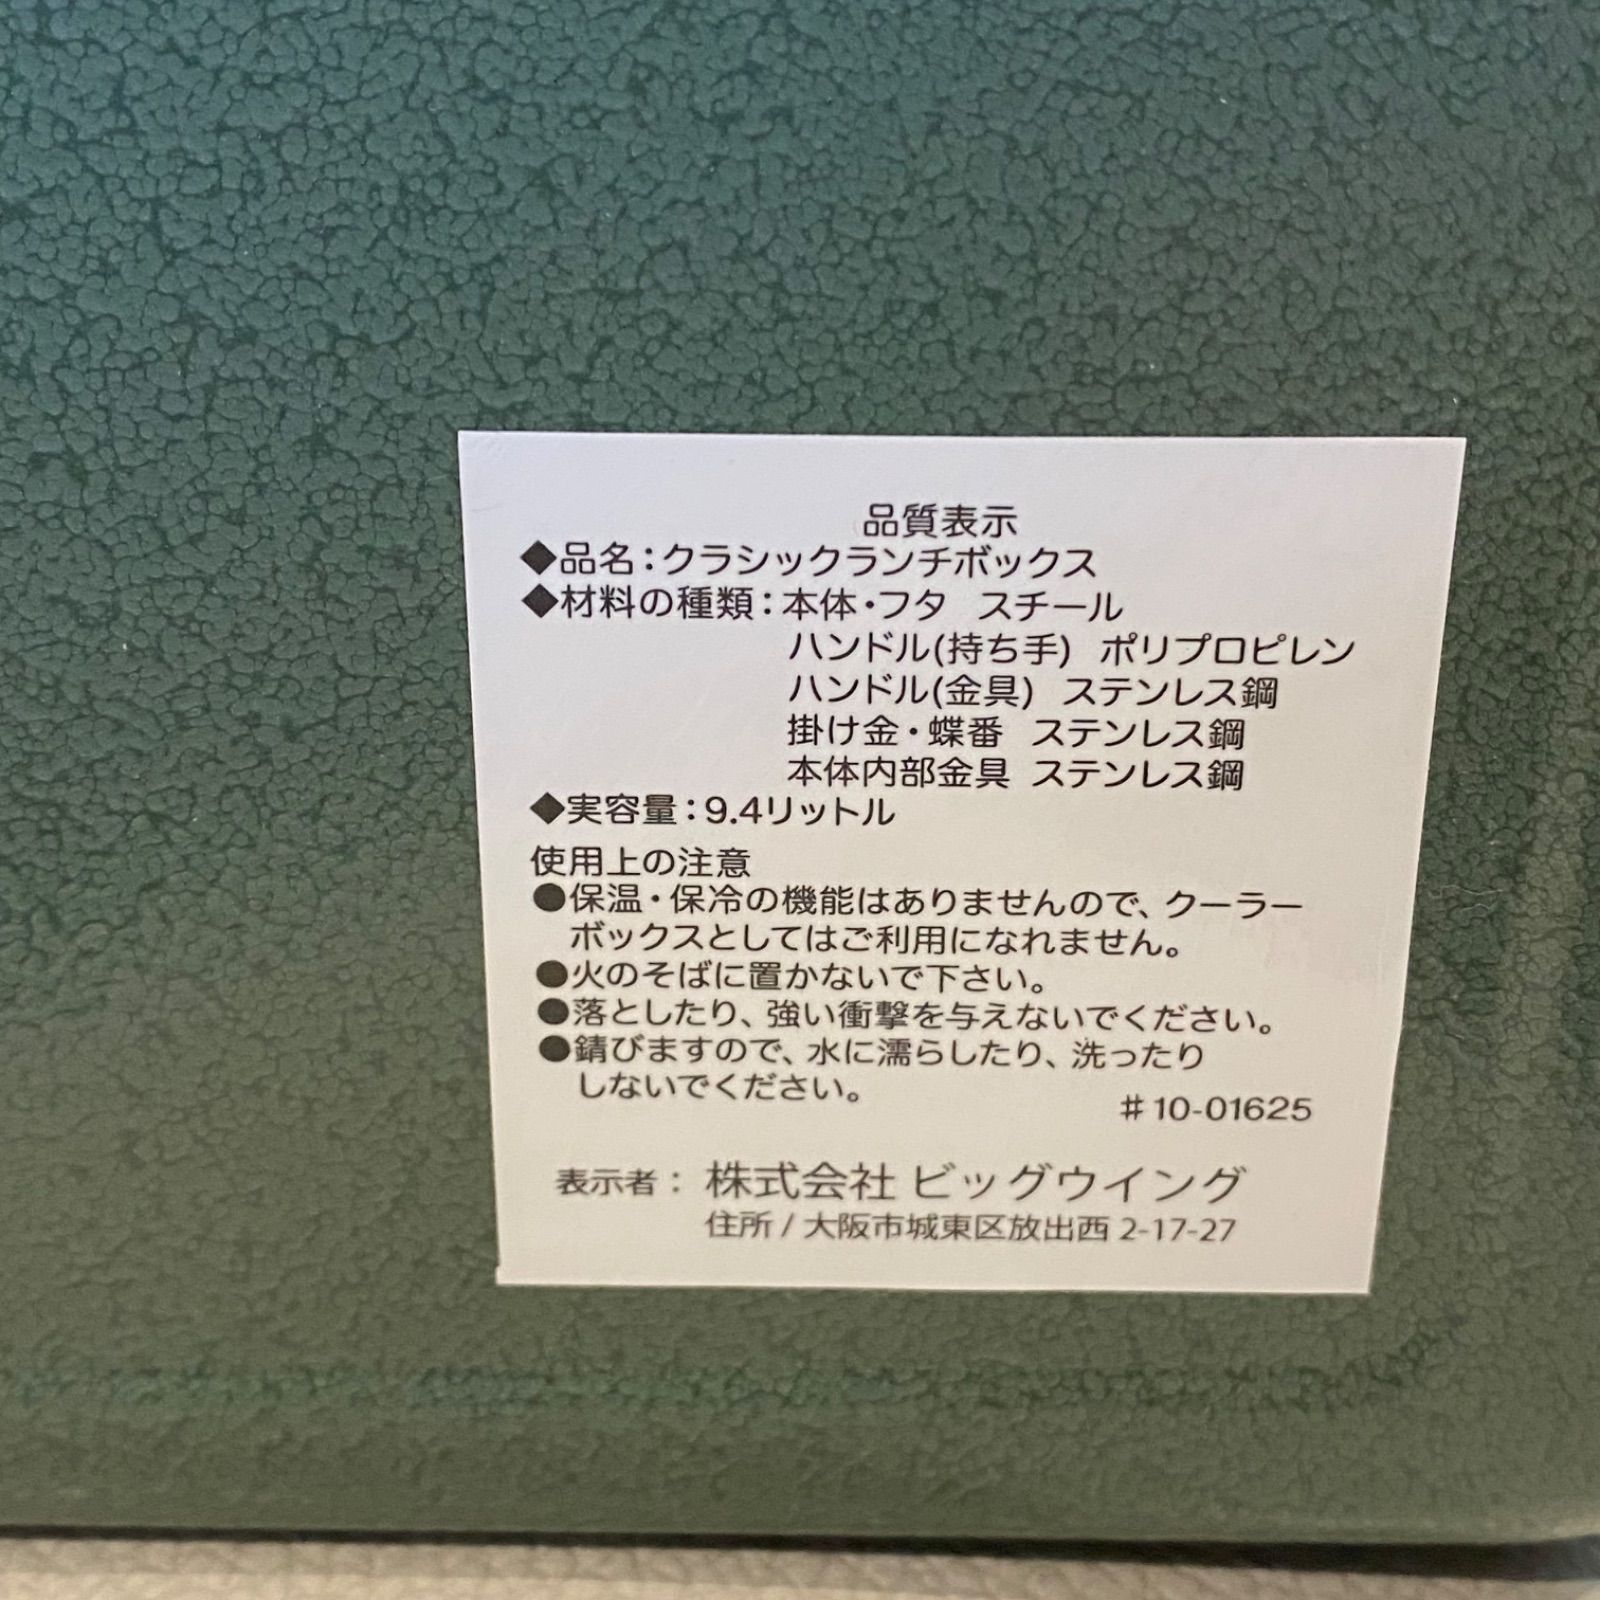 品質表示
◆品名：クラシックランチボックス
◆材料の種類：本体・フタ スチール
ハンドル(持ち手) ポリプロピレン
ハンドル(金具) ステンレス鋼
掛け金・蝶番 ステンレス鋼
本体内部金具 ステンレス鋼
◆実容量：9.4リットル
使用上の注意
●保温・保冷の機能はありませんので、クーラー
ボックスとしてはご利用になれません。
●火のそばに置かないで下さい。
●落としたり、強い衝撃を与えないでください。
●錆びますので、水に濡らしたり、洗ったり
しないでください。
＃10-01625
表示者： 株式会社 ビッグウイング
住所 / 大阪市城東区放出西 2-17-27